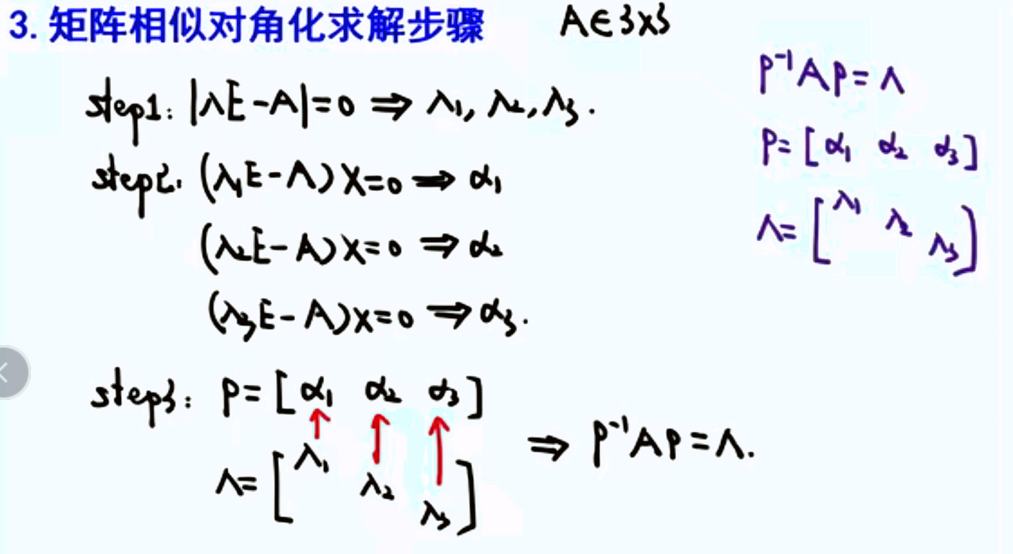 3. 矩阵相似对角化求解步骤 A∈3×3
step1: |λE-A|=0 ⇒ λ₁, λ₂, λ₃.
step2: (λ₁E-A)X=0 ⇒ α₁
(λ₂E-A)X=0 ⇒ α₂
(λ₃E-A)X=0 ⇒ α₃.
step3: P=[α₁ α₂ α₃]
Λ=[λ₁ λ₂ λ₃] ⇒ P⁻¹AP=Λ.
P⁻¹AP=Λ
P=[α₁ α₂ α₃]
Λ=[λ₁ λ₂ λ₃]